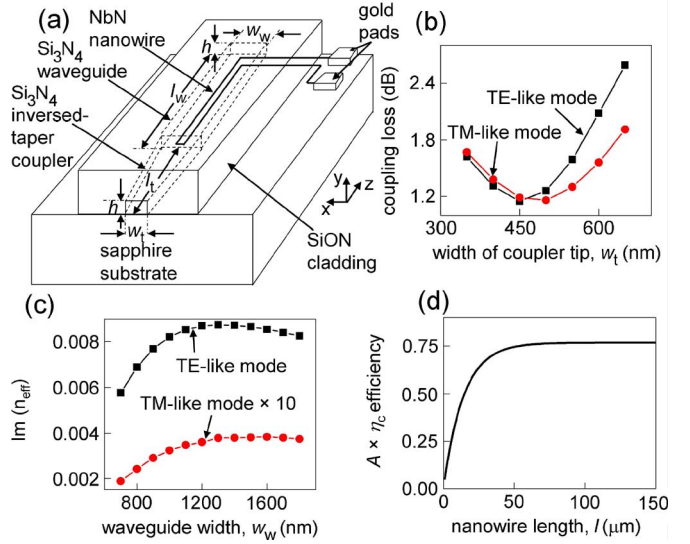 (a)
NbN
nanowire
w_w
h
gold
pads
Si₃N₄
waveguide
l_w
Si₃N₄
inversed-
taper
coupler
l_t
h
w_t
y
z
x
sapphire
substrate
SiON
cladding
(b)
coupling loss (dB)
2.4
1.8
1.2
TE-like mode
TM-like mode
300
450
600
width of coupler tip, w_t (nm)
(c)
Im (n_eff)
0.008
0.006
0.004
0.002
TE-like mode
TM-like mode × 10
800
1200
1600
waveguide width, w_w (nm)
(d)
A × η_c efficiency
0.75
0.50
0.25
0.00
0
50
100
150
nanowire length, l (μm)